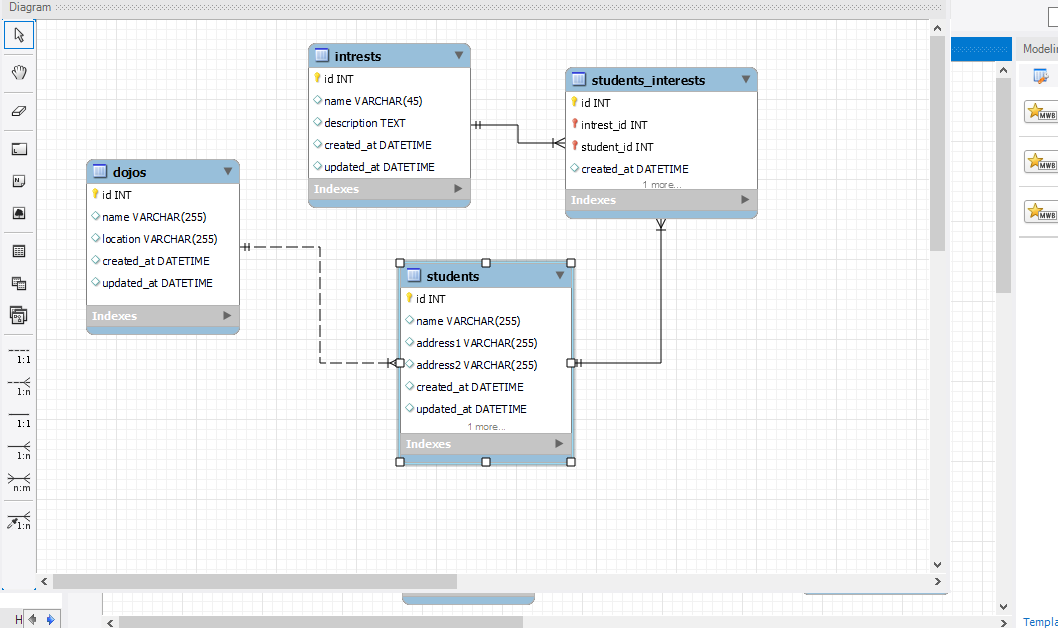 Diagram
Modelin
intrests
id INT
name VARCHAR(45)
description TEXT
created_at DATETIME
updated_at DATETIME
Indexes
students_interests
id INT
intrest_id INT
student_id INT
created_at DATETIME
1 more...
Indexes
dojos
id INT
name VARCHAR(255)
location VARCHAR(255)
created_at DATETIME
updated_at DATETIME
Indexes
students
id INT
name VARCHAR(255)
address1 VARCHAR(255)
address2 VARCHAR(255)
created_at DATETIME
updated_at DATETIME
1 more...
Indexes
1:1
1:n
1:1
1:n
n:m
1:n
MWB
MWB
MWB
H
Templa